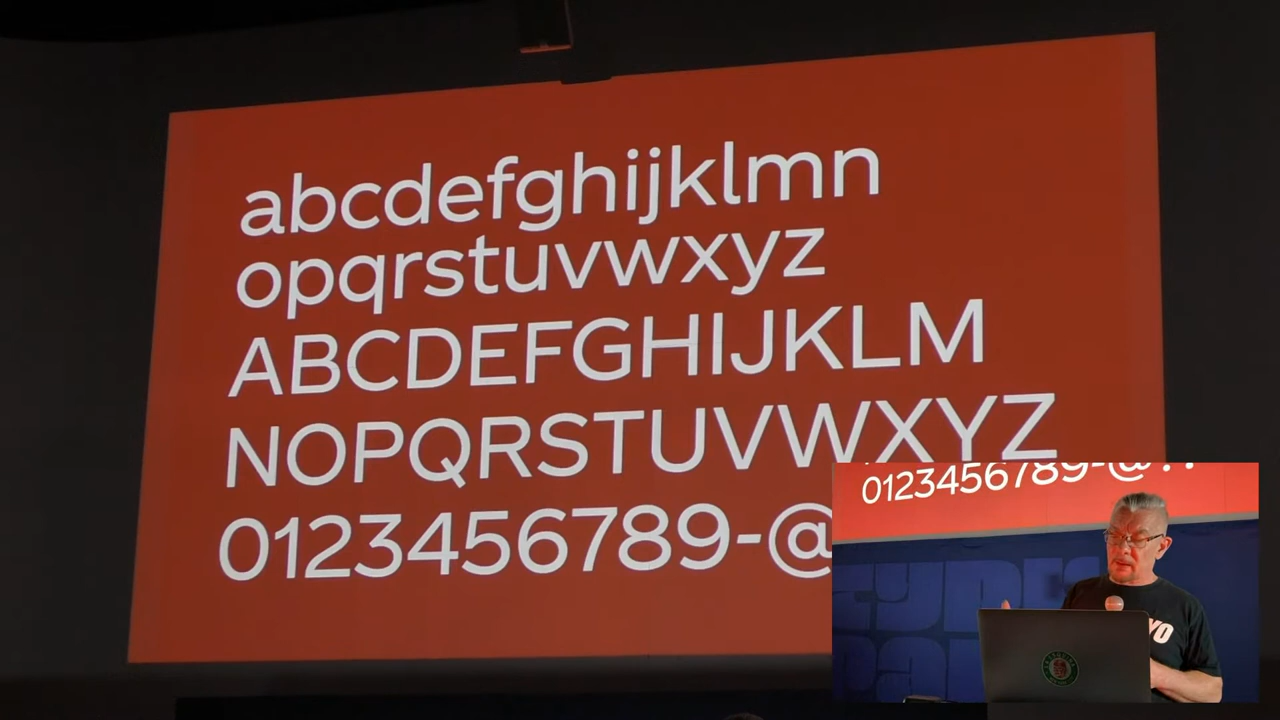 abcdefghijklmn
opqrstuvwxyz
ABCDEFGHIJKLM
NOPQRSTUVWXYZ
0123456789-@
0123456789-@